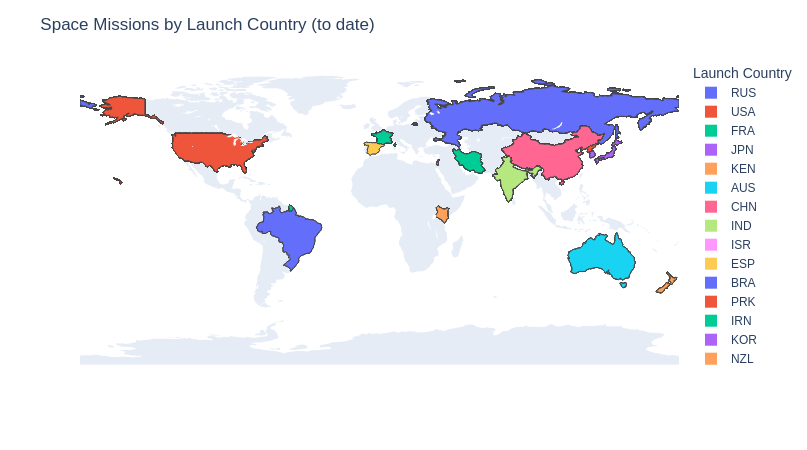 Space Missions by Launch Country (to date)
Launch Country
RUS
USA
FRA
JPN
KEN
AUS
CHN
IND
ISR
ESP
BRA
PRK
IRN
KOR
NZL